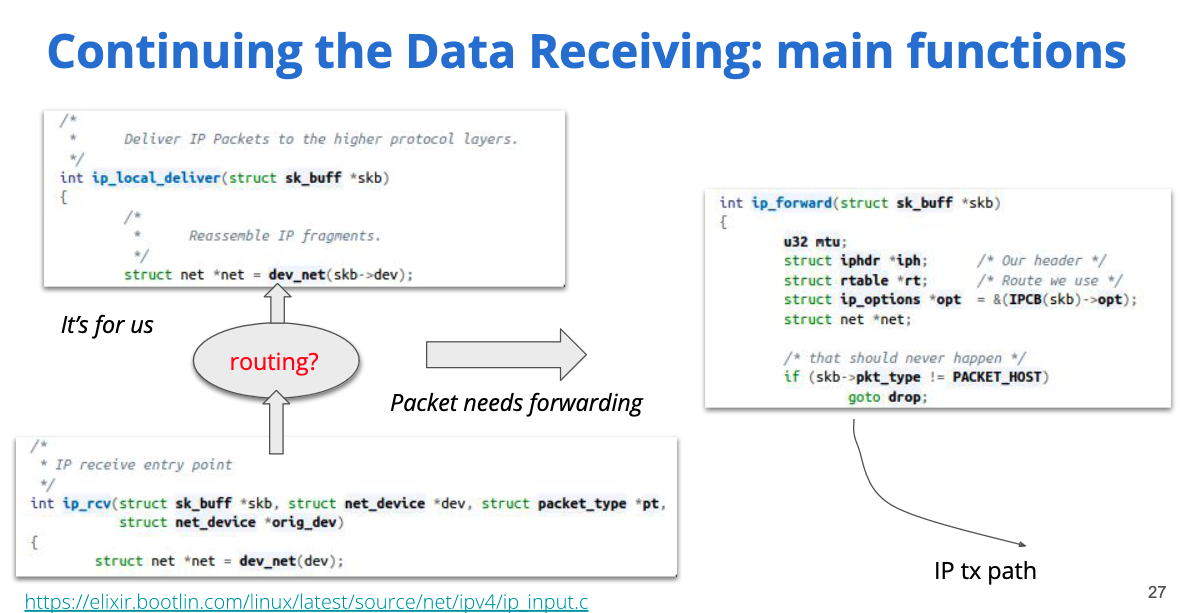 Continuing the Data Receiving: main functions
/*
 *      Deliver IP Packets to the higher protocol layers.
 */
int ip_local_deliver(struct sk_buff *skb)
{
        /*
         *      Reassemble IP fragments.
         */
        struct net *net = dev_net(skb->dev);
It's for us
routing?
Packet needs forwarding
/*
 * IP receive entry point
 */
int ip_rcv(struct sk_buff *skb, struct net_device *dev, struct packet_type *pt,
           struct net_device *orig_dev)
{
        struct net *net = dev_net(dev);
int ip_forward(struct sk_buff *skb)
{
        u32 mtu;
        struct iphdr *iph;      /* Our header */
        struct rtable *rt;      /* Route we use */
        struct ip_options *opt  = &(IPCB(skb)->opt);
        struct net *net;
        /* that should never happen */
        if (skb->pkt_type != PACKET_HOST)
                goto drop;
IP tx path
https://elixir.bootlin.com/linux/latest/source/net/ipv4/ip_input.c
27